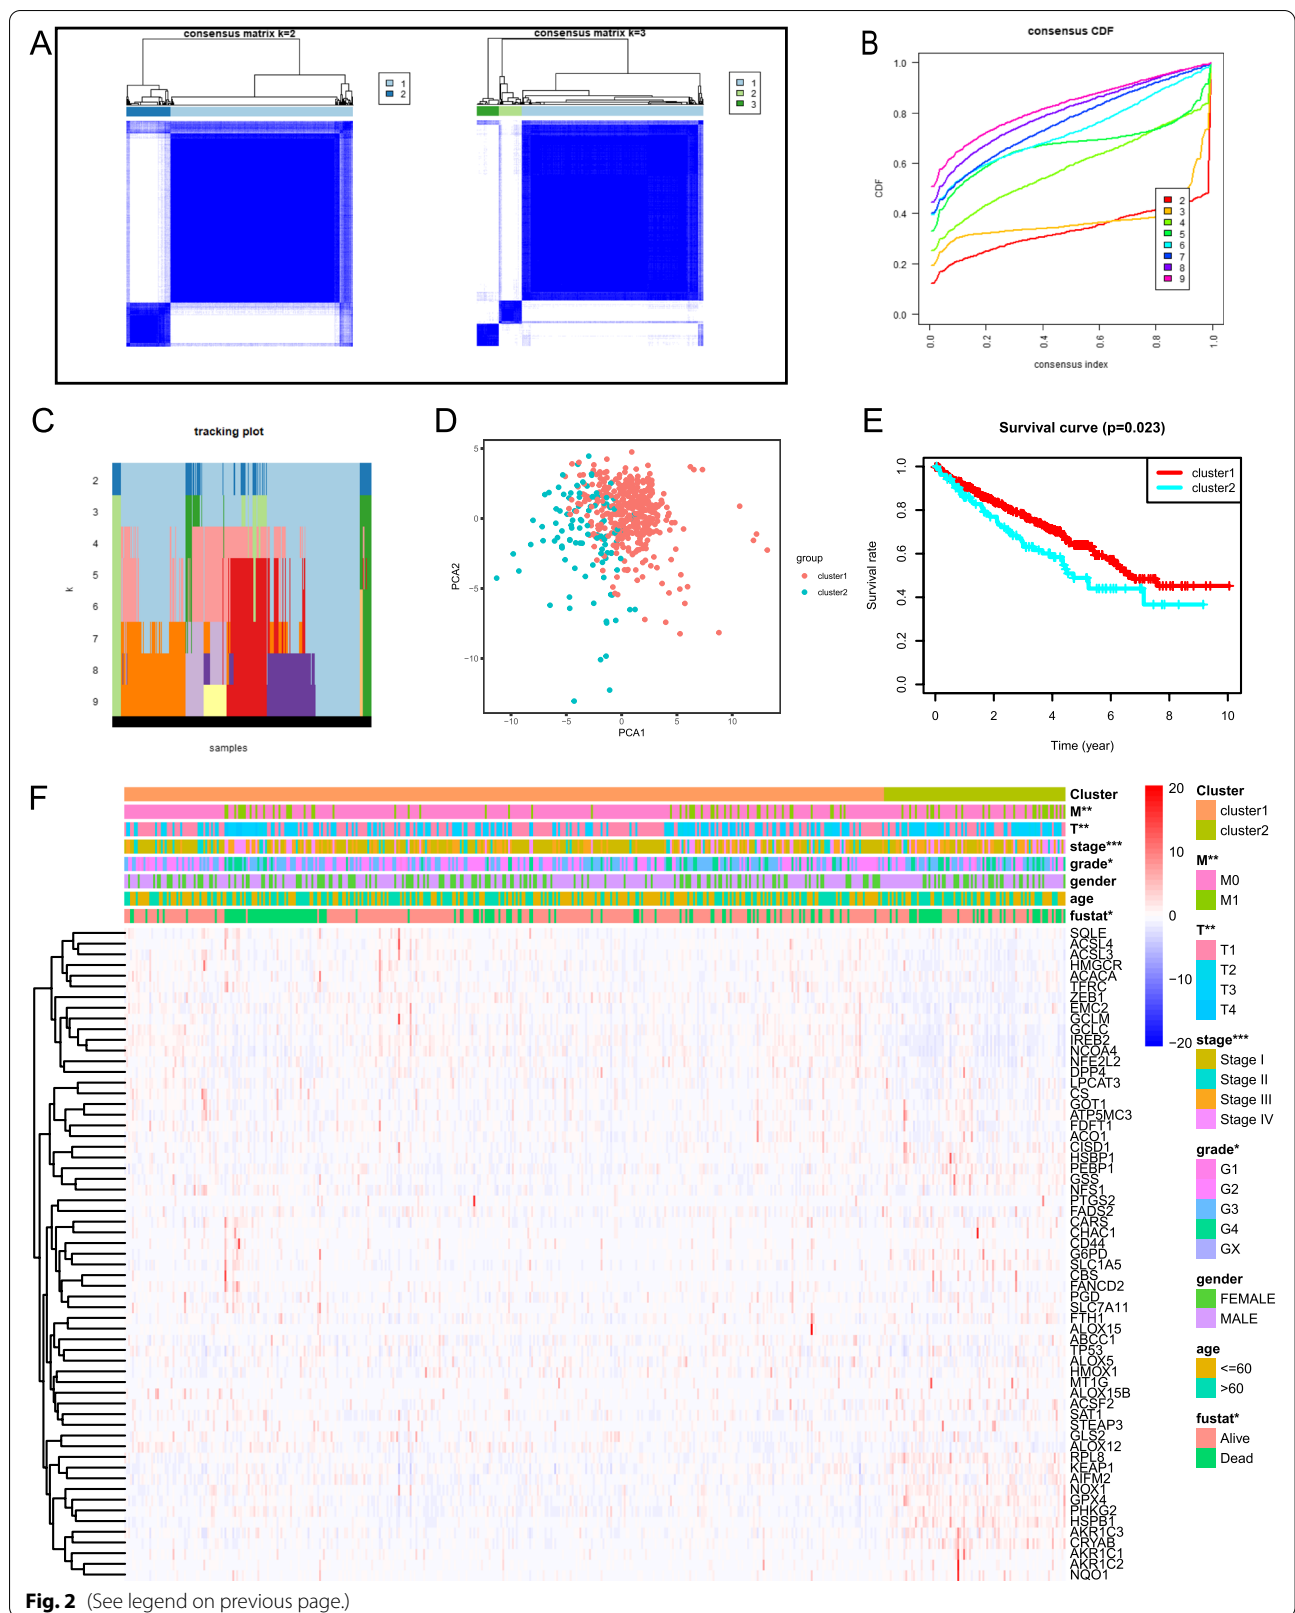 A
consensus matrix k=2
1
2
consensus matrix k=3
1
2
3
B
consensus CDF
CDF
1.0
0.8
0.6
0.4
0.2
0.0
2
3
4
5
6
7
8
9
0.0 0.2 0.4 0.6 0.8 1.0
consensus index
C
tracking plot
k
2
3
4
5
6
7
8
9
samples
D
PCA2
5
0
−5
−10
−10 −5 0 5 10
PCA1
group
cluster1
cluster2
E
Survival curve (p=0.023)
Survival rate
1.0
0.8
0.6
0.4
0.2
0.0
cluster1
cluster2
0 2 4 6 8 10
Time (year)
F
Cluster
M**
T**
stage***
grade*
gender
age
fustat*
SQLE
ACSL4
ACSL3
HMGCR
ACACA
TFRC
ZEB1
EMC2
GCLM
GCLC
IREB2
NCOA4
NFE2L2
DPP4
LPCAT3
CS
GOT1
ATP5MC3
FDFT1
ACO1
CISD1
HSBP1
PEBP1
GSS
NFS1
PTGS2
FADS2
CARS
CHAC1
CD44
G6PD
SLC1A5
CBS
FANCD2
PGD
SLC7A11
FTH1
ALOX15
ABCC1
TP53
ALOX5
HMOX1
MT1G
ALOX15B
ACSF2
SAT1
STEAP3
GLS2
ALOX12
RPL8
KEAP1
AIFM2
NOX1
GPX4
PHKG2
HSPB1
AKR1C3
CRYAB
AKR1C1
AKR1C2
NQO1
20
10
0
−10
−20
Cluster
cluster1
cluster2
M**
M0
M1
T**
T1
T2
T3
T4
stage***
Stage I
Stage II
Stage III
Stage IV
grade*
G1
G2
G3
G4
GX
gender
FEMALE
MALE
age
<=60
>60
fustat*
Alive
Dead
Fig. 2 (See legend on previous page.)